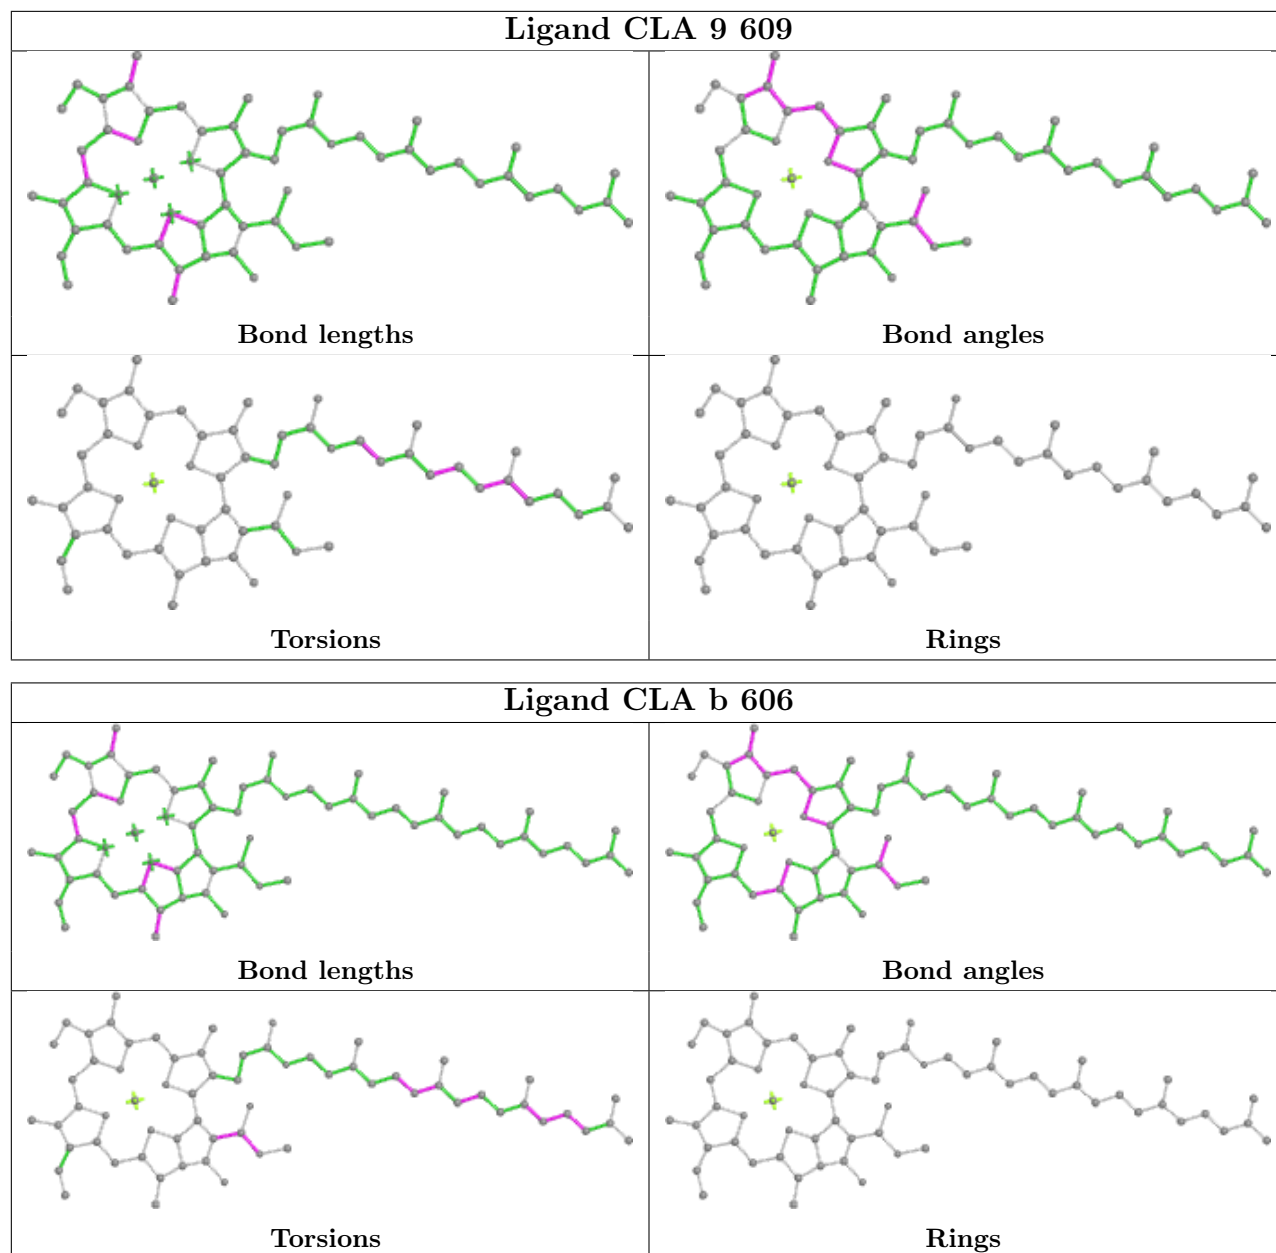 Ligand CLA 9 609
Bond lengths
Bond angles
Torsions
Rings
Ligand CLA b 606
Bond lengths
Bond angles
Torsions
Rings